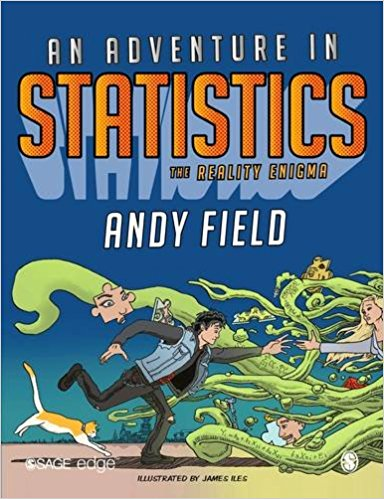 AN ADVENTURE IN
STATISTICS
THE REALITY ENIGMA
ANDY FIELD
SAGE edge
ILLUSTRATED BY JAMES ILES